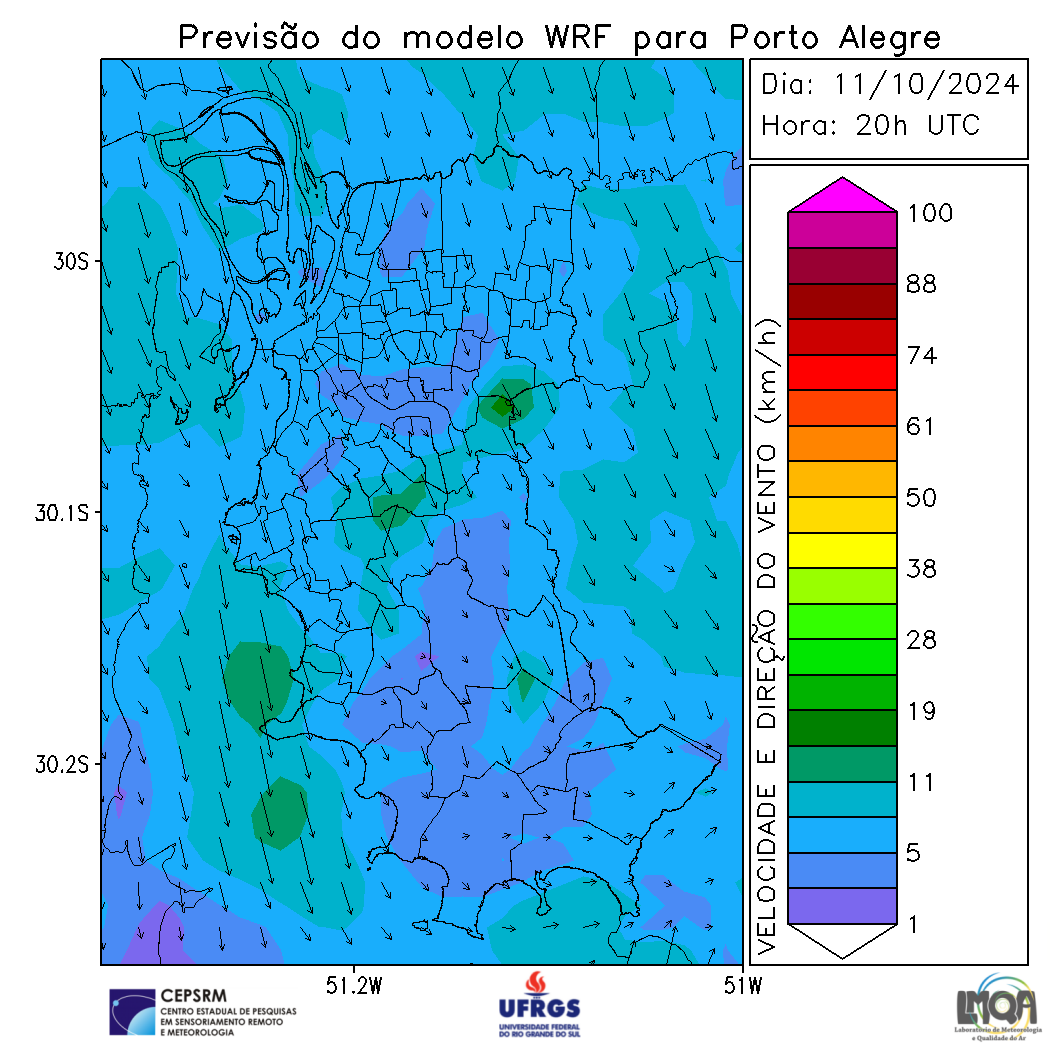 Previsão do modelo WRF para Porto Alegre
Dia: 11/10/2024
Hora: 20h UTC
30S
30.1S
30.2S
51.2W
51W
VELOCIDADE E DIREÇÃO DO VENTO (km/h)
100
88
74
61
50
38
28
19
11
5
1
CEPSRM
CENTRO ESTADUAL DE PESQUISAS
EM SENSORIAMENTO REMOTO
E METEOROLOGIA
UFRGS
UNIVERSIDADE FEDERAL
DO RIO GRANDE DO SUL
LMQA
Laboratório de Meteorologia
e Qualidade do Ar